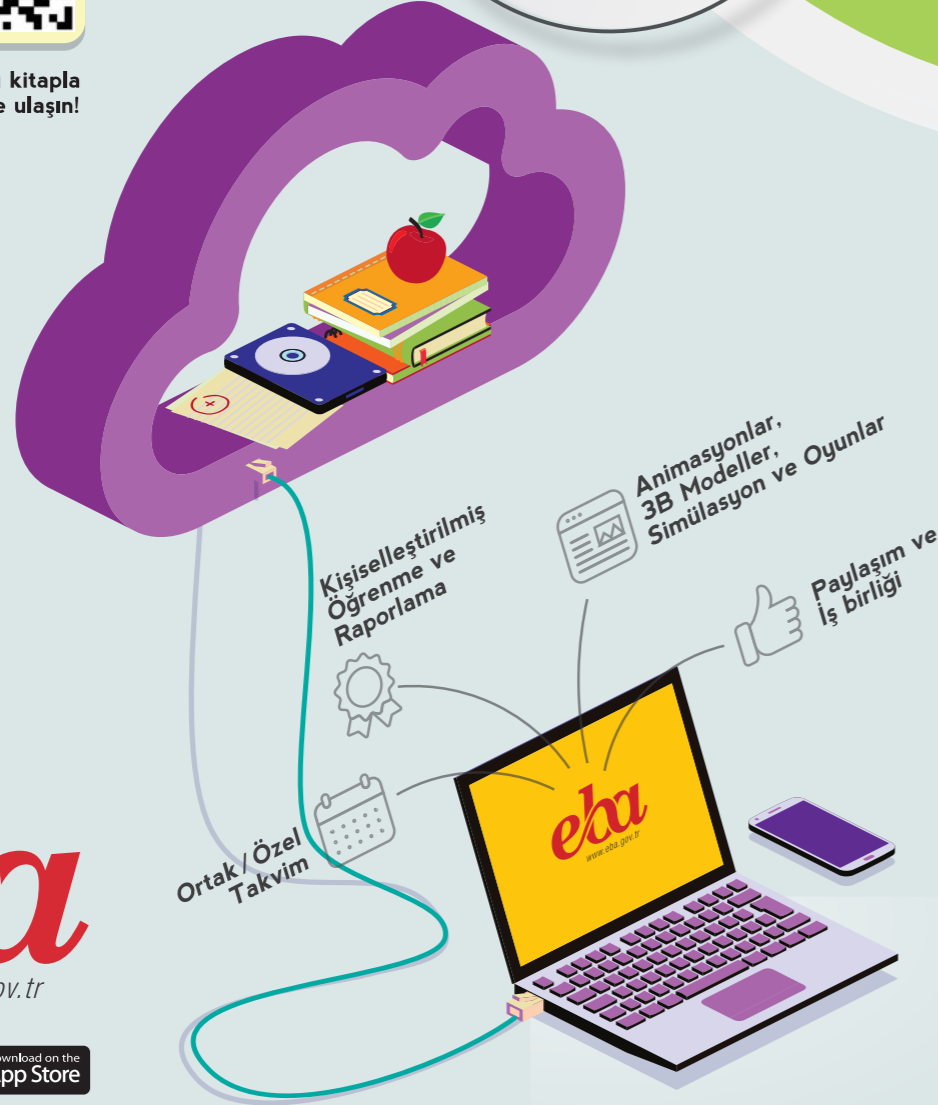 kitapla
ulaşın!
Animasyonlar,
3B Modeller,
Simülasyon ve Oyunlar
Kişiselleştirilmiş
Öğrenme ve
Raporlama
Paylaşım ve
İş birliği
Ortak / Özel
Takvim
eba
www.eba.gov.tr
a
ov.tr
ownload on the
App Store